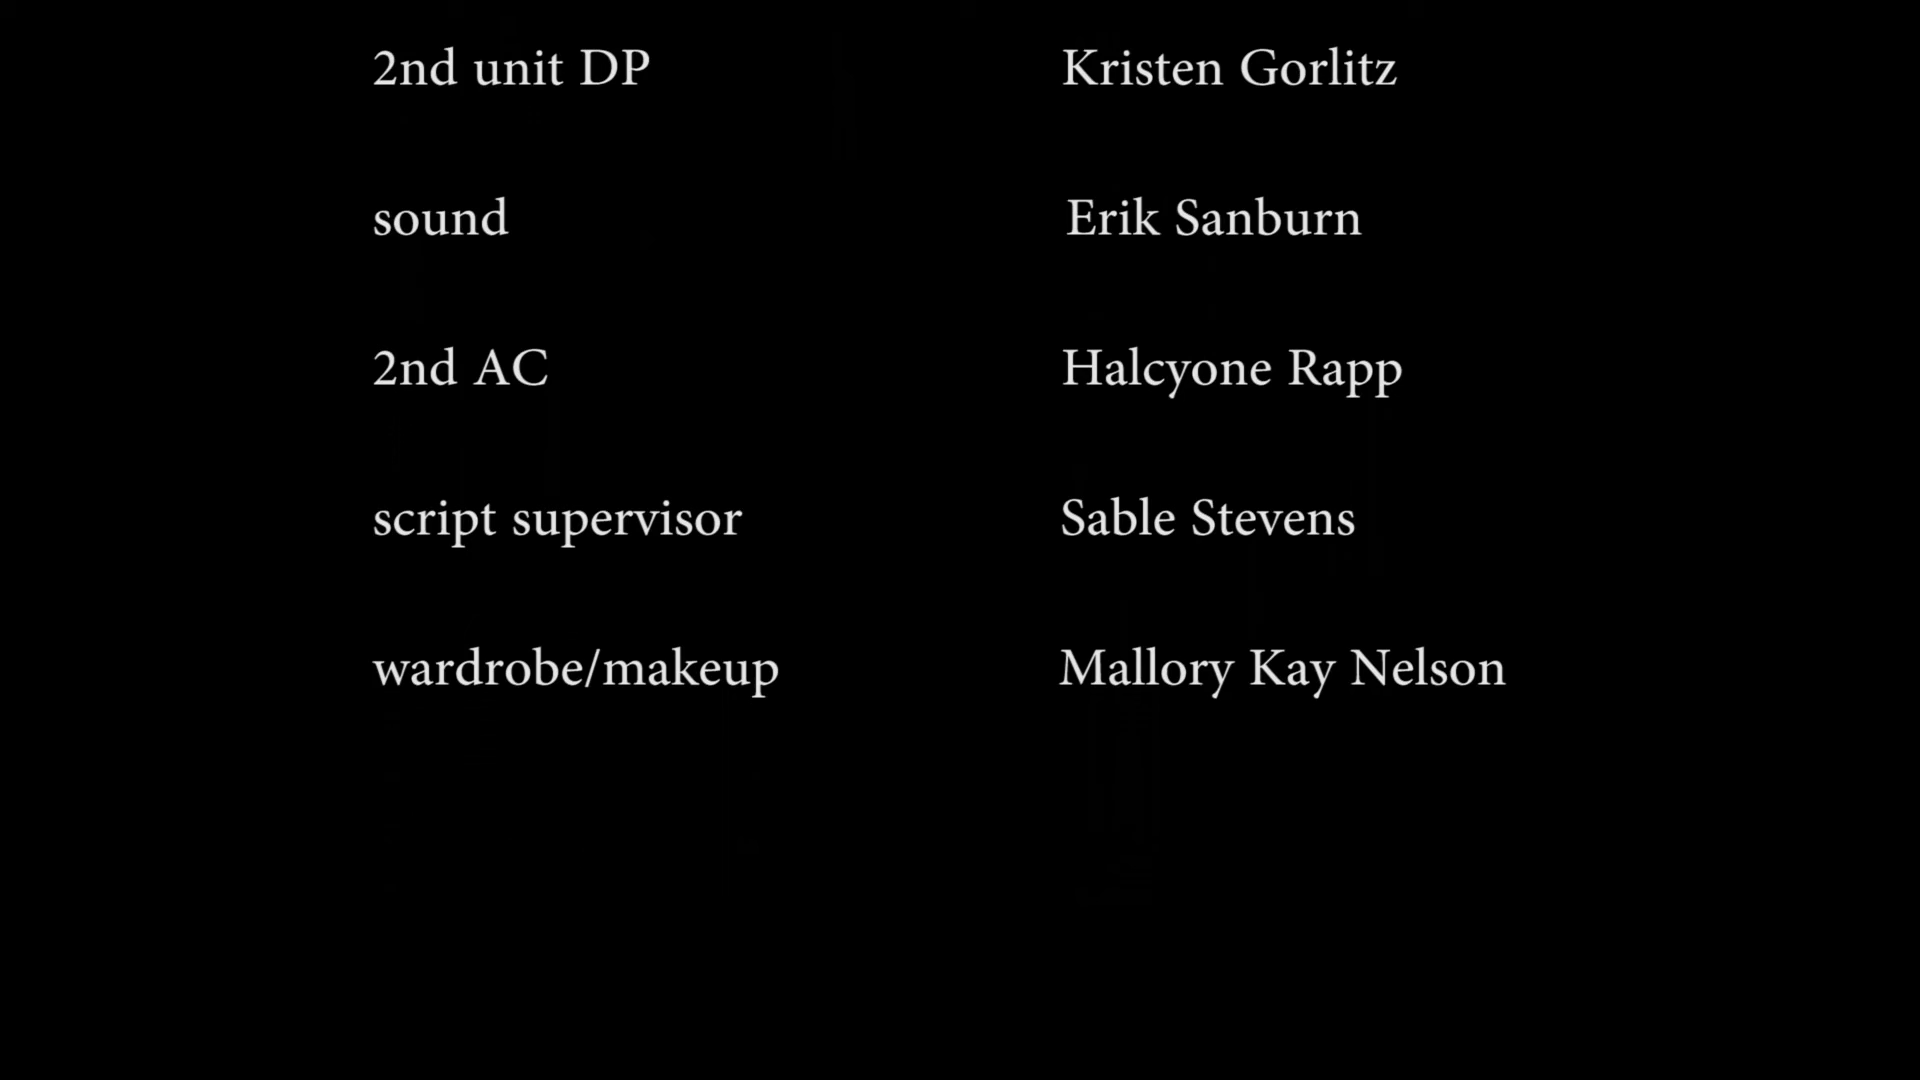 2nd unit DP Kristen Gorlitz
sound Erik Sanburn
2nd AC Halcyone Rapp
script supervisor Sable Stevens
wardrobe/makeup Mallory Kay Nelson